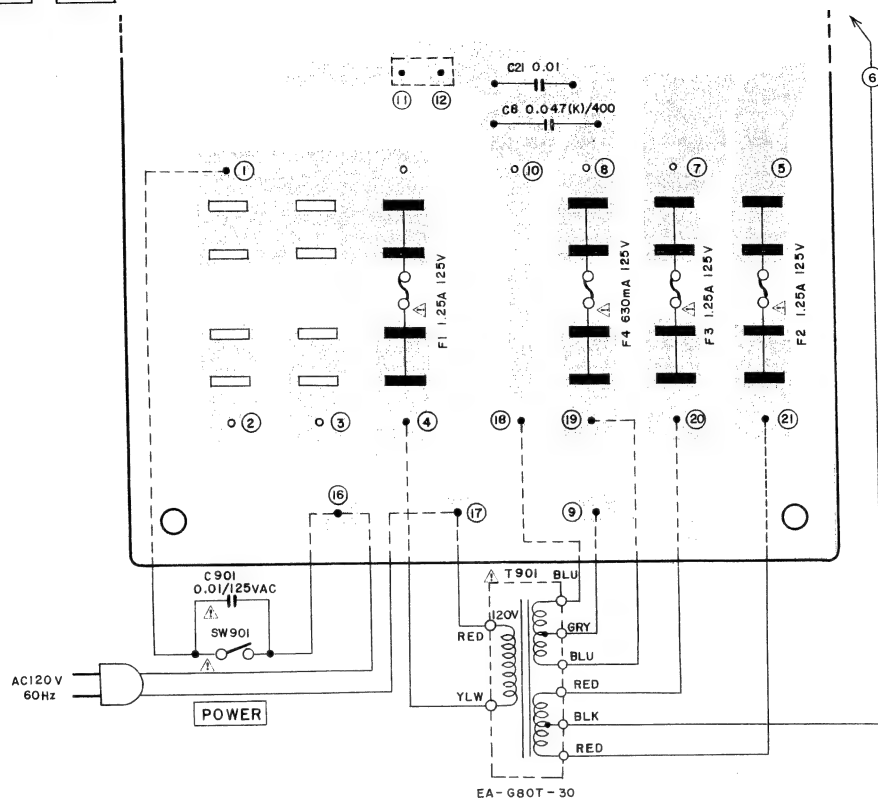 6
C21 0.01
11 12
C8 0.047(K)/400
1 10 8 7 5
F1 1.25A 125V
F4 630mA 125V
F3 1.25A 125V
F2 1.25A 125V
2 3 4 18 19 20 21
16 17 9
C901
0.01/125VAC
T901 BLU
SW901
120V
RED GRY
BLU
AC120V
60Hz
YLW RED
POWER
BLK
RED
EA-G80T-30